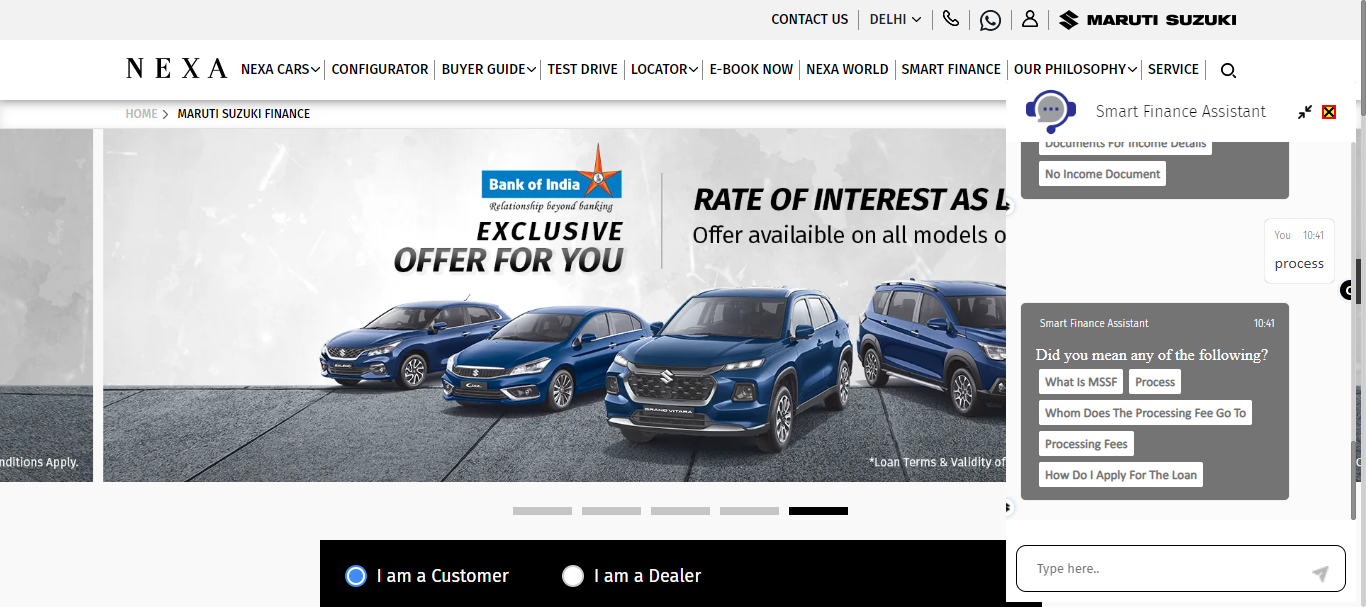 CONTACT US
DELHI
MARUTI SUZUKI
NEXA
NEXA CARS
CONFIGURATOR
BUYER GUIDE
TEST DRIVE
LOCATOR
E-BOOK NOW
NEXA WORLD
SMART FINANCE
OUR PHILOSOPHY
SERVICE
HOME
MARUTI SUZUKI FINANCE
Bank of India
Relationship beyond banking
EXCLUSIVE
OFFER FOR YOU
RATE OF INTEREST AS L
Offer availaible on all models o
GRAND VITARA
nditions Apply.
*Loan Terms & Validity of
I am a Customer
I am a Dealer
Smart Finance Assistant
Documents For Income Details
No Income Document
You 10:41
process
Smart Finance Assistant 10:41
Did you mean any of the following?
What Is MSSF
Process
Whom Does The Processing Fee Go To
Processing Fees
How Do I Apply For The Loan
Type here..